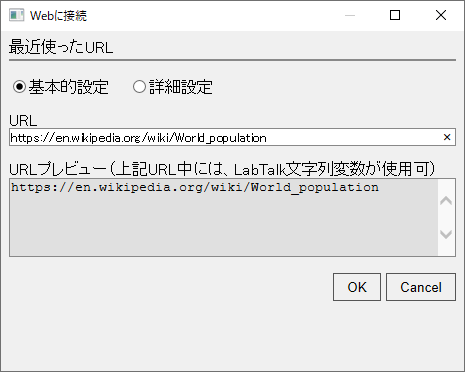 Webに接続
最近使ったURL
基本的設定 詳細設定
URL
https://en.wikipedia.org/wiki/World_population
URLプレビュー（上記URL中には、LabTalk文字列変数が使用可）
https://en.wikipedia.org/wiki/World_population
OK Cancel